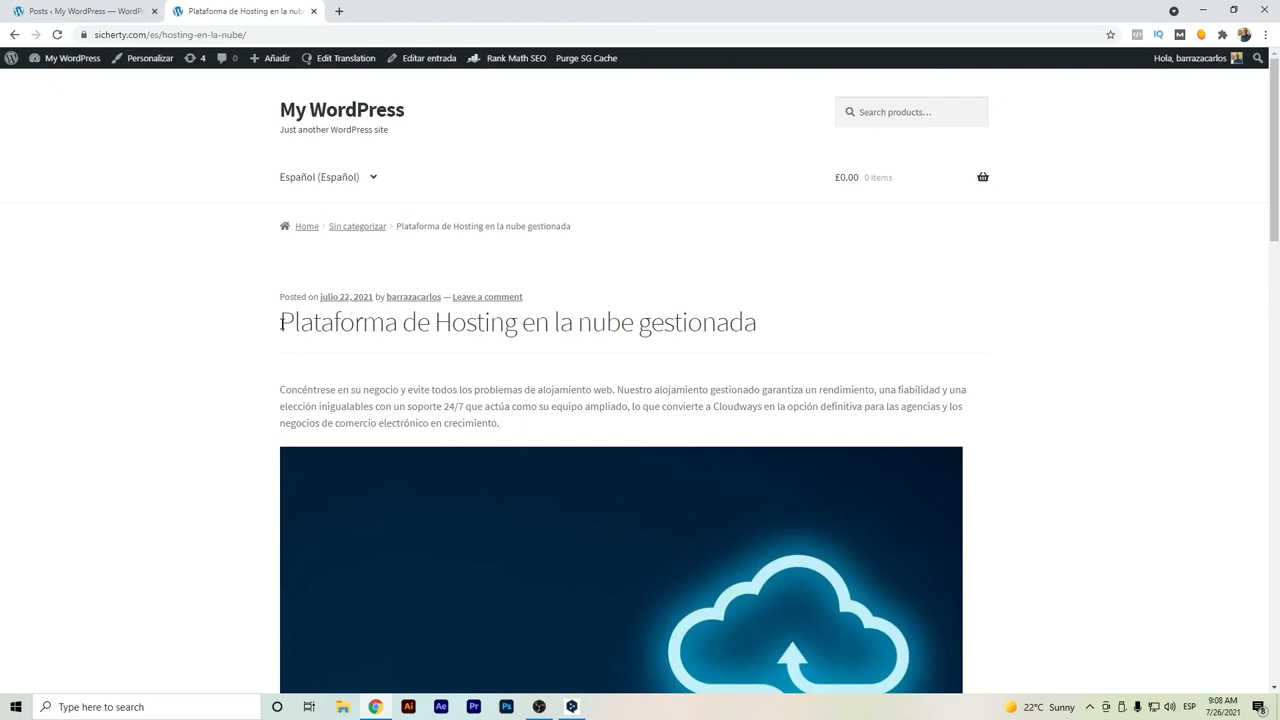 Posts ‹ My WordPress — WordPr
Plataforma de Hosting en la nube g
sicherty.com/es/hosting-en-la-nube/
My WordPress
Personalizar
4
0
Añadir
Edit Translation
Editar entrada
Rank Math SEO
Purge SG Cache
Hola, barrazacarlos
My WordPress
Just another WordPress site
Search products…
Español (Español)
£0.00 0 items
Home
Sin categorizar
Plataforma de Hosting en la nube gestionada
Posted on julio 22, 2021 by barrazacarlos — Leave a comment
Plataforma de Hosting en la nube gestionada
Concéntrese en su negocio y evite todos los problemas de alojamiento web. Nuestro alojamiento gestionado garantiza un rendimiento, una fiabilidad y una
elección inigualables con un soporte 24/7 que actúa como su equipo ampliado, lo que convierte a Cloudways en la opción definitiva para las agencias y los
negocios de comercio electrónico en crecimiento.
Type here to search
Ai
Ae
Pr
Ps
22°C Sunny
ESP
9:08 AM
7/26/2021
8